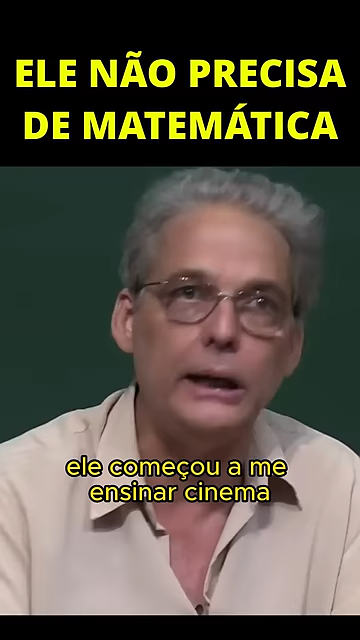 ELE NÃO PRECISA
DE MATEMÁTICA
ele começou a me
ensinar cinema